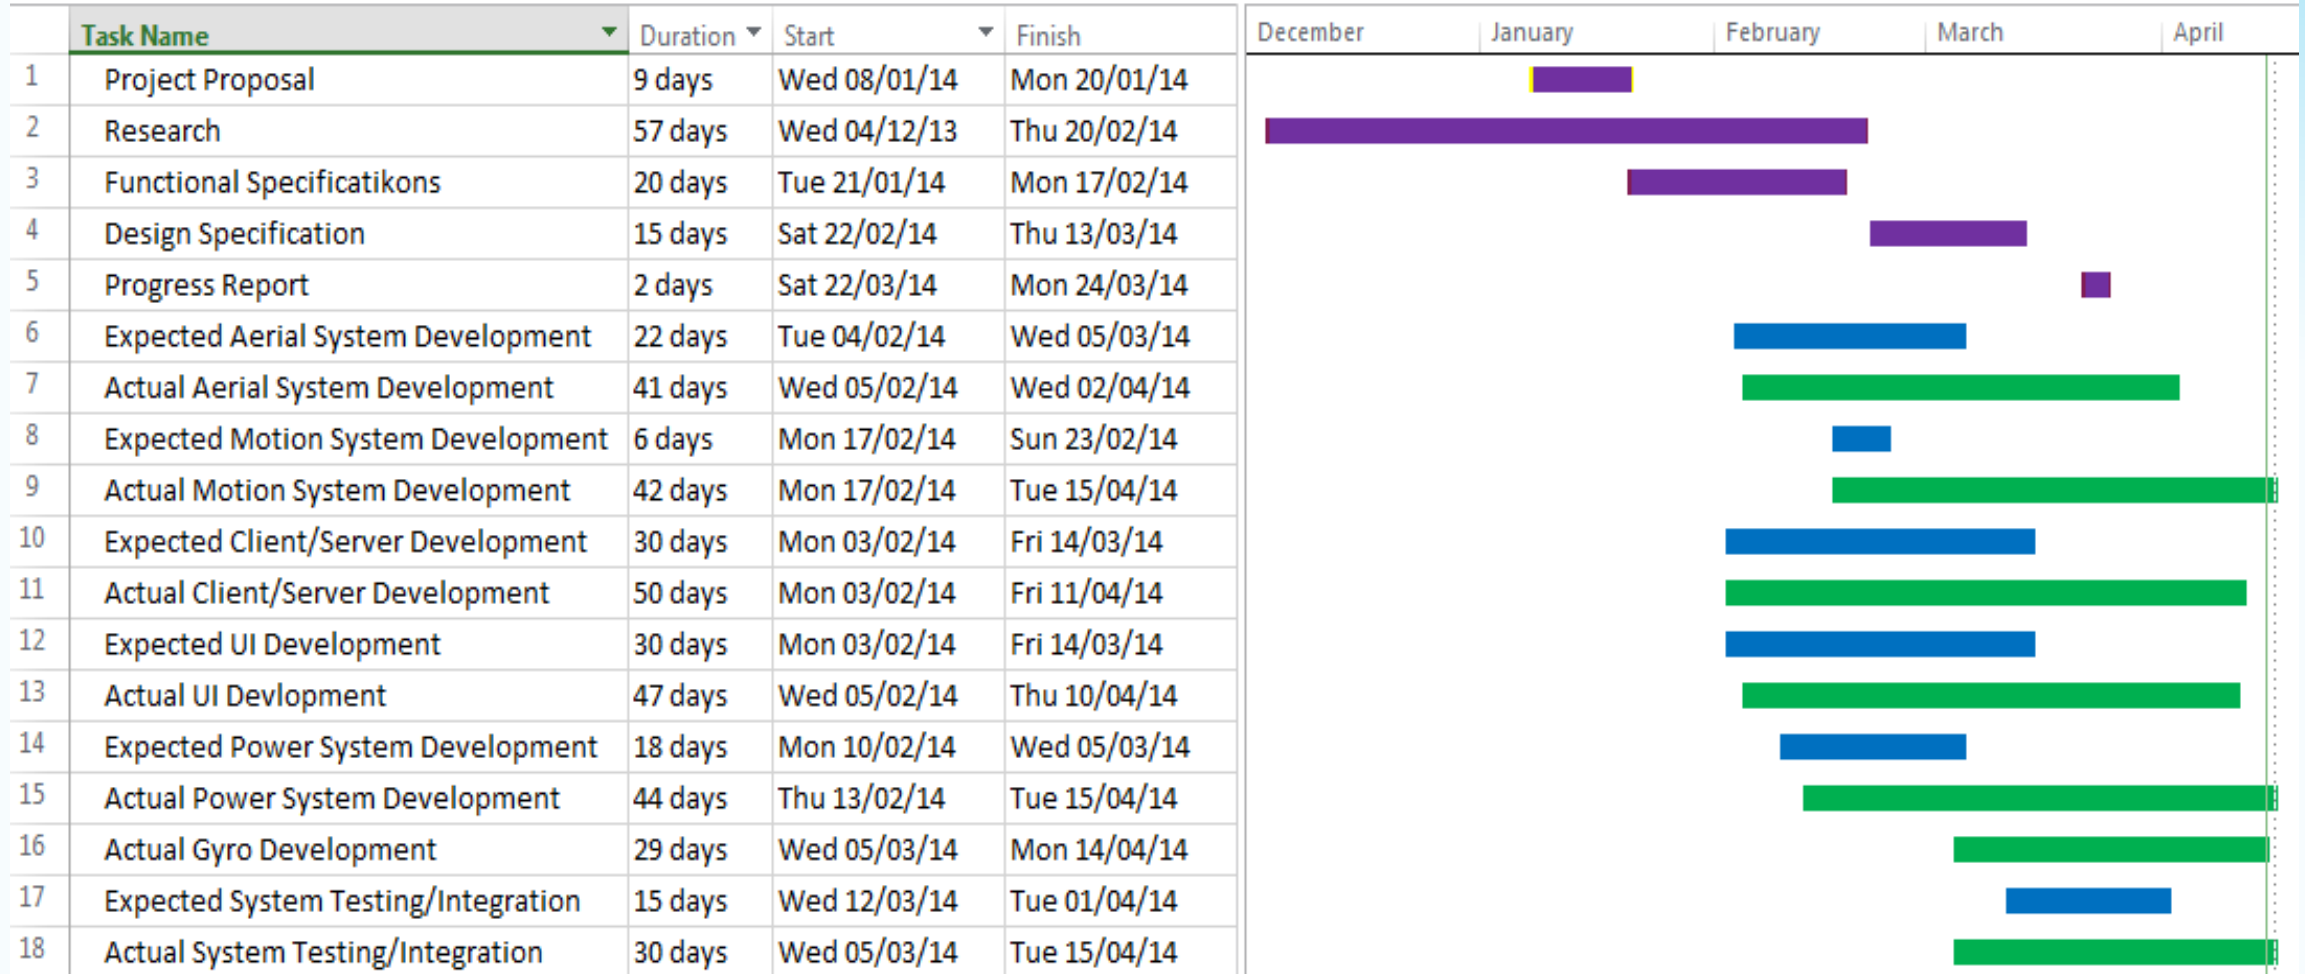 Task Name Duration Start Finish December January February March April
1 Project Proposal 9 days Wed 08/01/14 Mon 20/01/14
2 Research 57 days Wed 04/12/13 Thu 20/02/14
3 Functional Specificatikons 20 days Tue 21/01/14 Mon 17/02/14
4 Design Specification 15 days Sat 22/02/14 Thu 13/03/14
5 Progress Report 2 days Sat 22/03/14 Mon 24/03/14
6 Expected Aerial System Development 22 days Tue 04/02/14 Wed 05/03/14
7 Actual Aerial System Development 41 days Wed 05/02/14 Wed 02/04/14
8 Expected Motion System Development 6 days Mon 17/02/14 Sun 23/02/14
9 Actual Motion System Development 42 days Mon 17/02/14 Tue 15/04/14
10 Expected Client/Server Development 30 days Mon 03/02/14 Fri 14/03/14
11 Actual Client/Server Development 50 days Mon 03/02/14 Fri 11/04/14
12 Expected UI Development 30 days Mon 03/02/14 Fri 14/03/14
13 Actual UI Devlopment 47 days Wed 05/02/14 Thu 10/04/14
14 Expected Power System Development 18 days Mon 10/02/14 Wed 05/03/14
15 Actual Power System Development 44 days Thu 13/02/14 Tue 15/04/14
16 Actual Gyro Development 29 days Wed 05/03/14 Mon 14/04/14
17 Expected System Testing/Integration 15 days Wed 12/03/14 Tue 01/04/14
18 Actual System Testing/Integration 30 days Wed 05/03/14 Tue 15/04/14